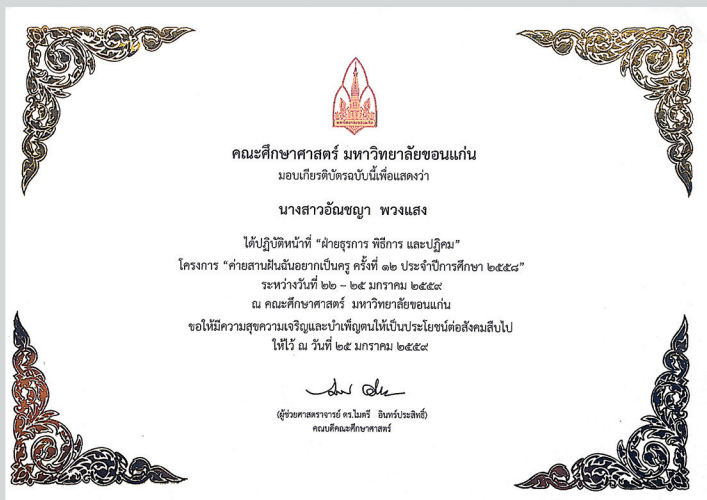 มหาวิทยาลัยขอนแก่น
คณะศึกษาศาสตร์ มหาวิทยาลัยขอนแก่น
มอบเกียรติบัตรฉบับนี้เพื่อแสดงว่า
นางสาวอัณชญา พวงแสง
ได้ปฏิบัติหน้าที่ “ฝ่ายธุรการ พิธีการ และปฏิคม”
โครงการ “ค่ายสานฝันฉันอยากเป็นครู ครั้งที่ ๑๒ ประจำปีการศึกษา ๒๕๕๘”
ระหว่างวันที่ ๒๒ – ๒๕ มกราคม ๒๕๕๙
ณ คณะศึกษาศาสตร์ มหาวิทยาลัยขอนแก่น
ขอให้มีความสุขความเจริญและบำเพ็ญตนให้เป็นประโยชน์ต่อสังคมสืบไป
ให้ไว้ ณ วันที่ ๒๕ มกราคม ๒๕๕๙
(ผู้ช่วยศาสตราจารย์ ดร.ไมตรี อินทร์ประสิทธิ์)
คณบดีคณะศึกษาศาสตร์